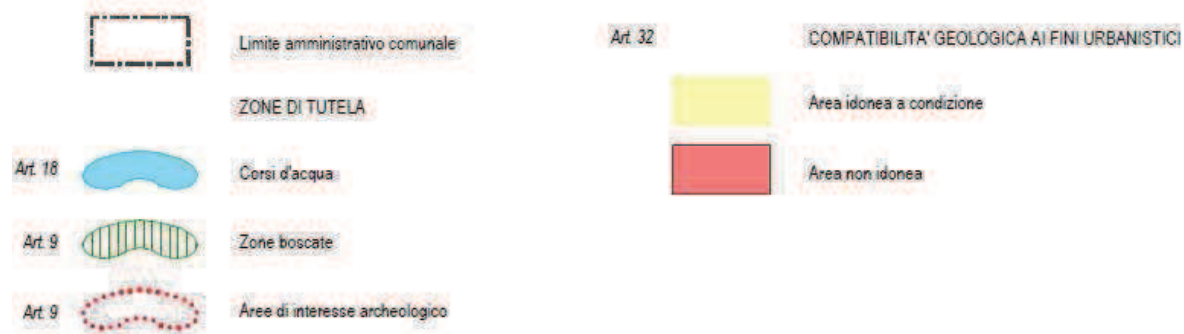 Limite amministrativo comunale
ZONE DI TUTELA
Art. 18 Corsi d'acqua
Art. 9 Zone boscate
Art. 9 Aree di interesse archeologico
Art. 32 COMPATIBILITA' GEOLOGICA AI FINI URBANISTICI
Area idonea a condizione
Area non idonea